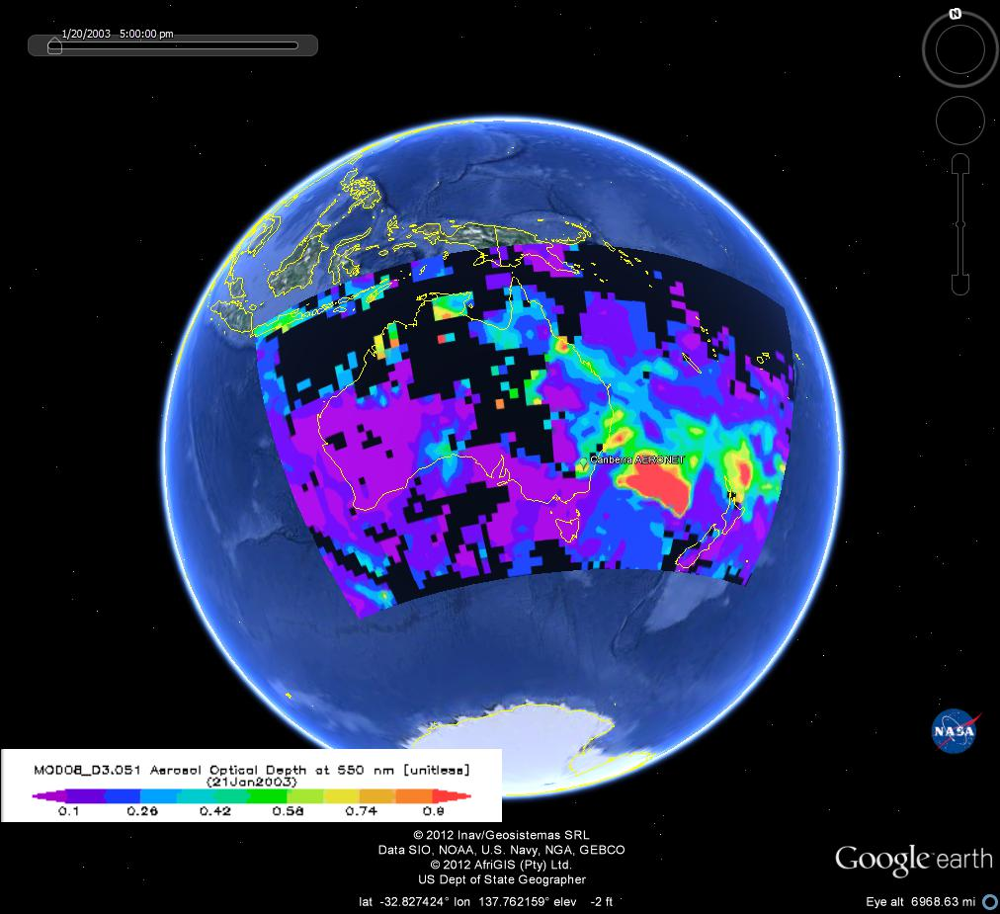 1/20/2003 5:00:00 pm
N
Canberra AERONET
NASA
MOD08_D3.051 Aerosol Optical Depth at 550 nm [unitless]
(21Jan2003)
0.1 0.26 0.42 0.58 0.74 0.9
© 2012 Inav/Geosistemas SRL
Data SIO, NOAA, U.S. Navy, NGA, GEBCO
© 2012 AfriGIS (Pty) Ltd.
US Dept of State Geographer
Google earth
lat -32.827424° lon 137.762159° elev -2 ft
Eye alt 6968.63 mi